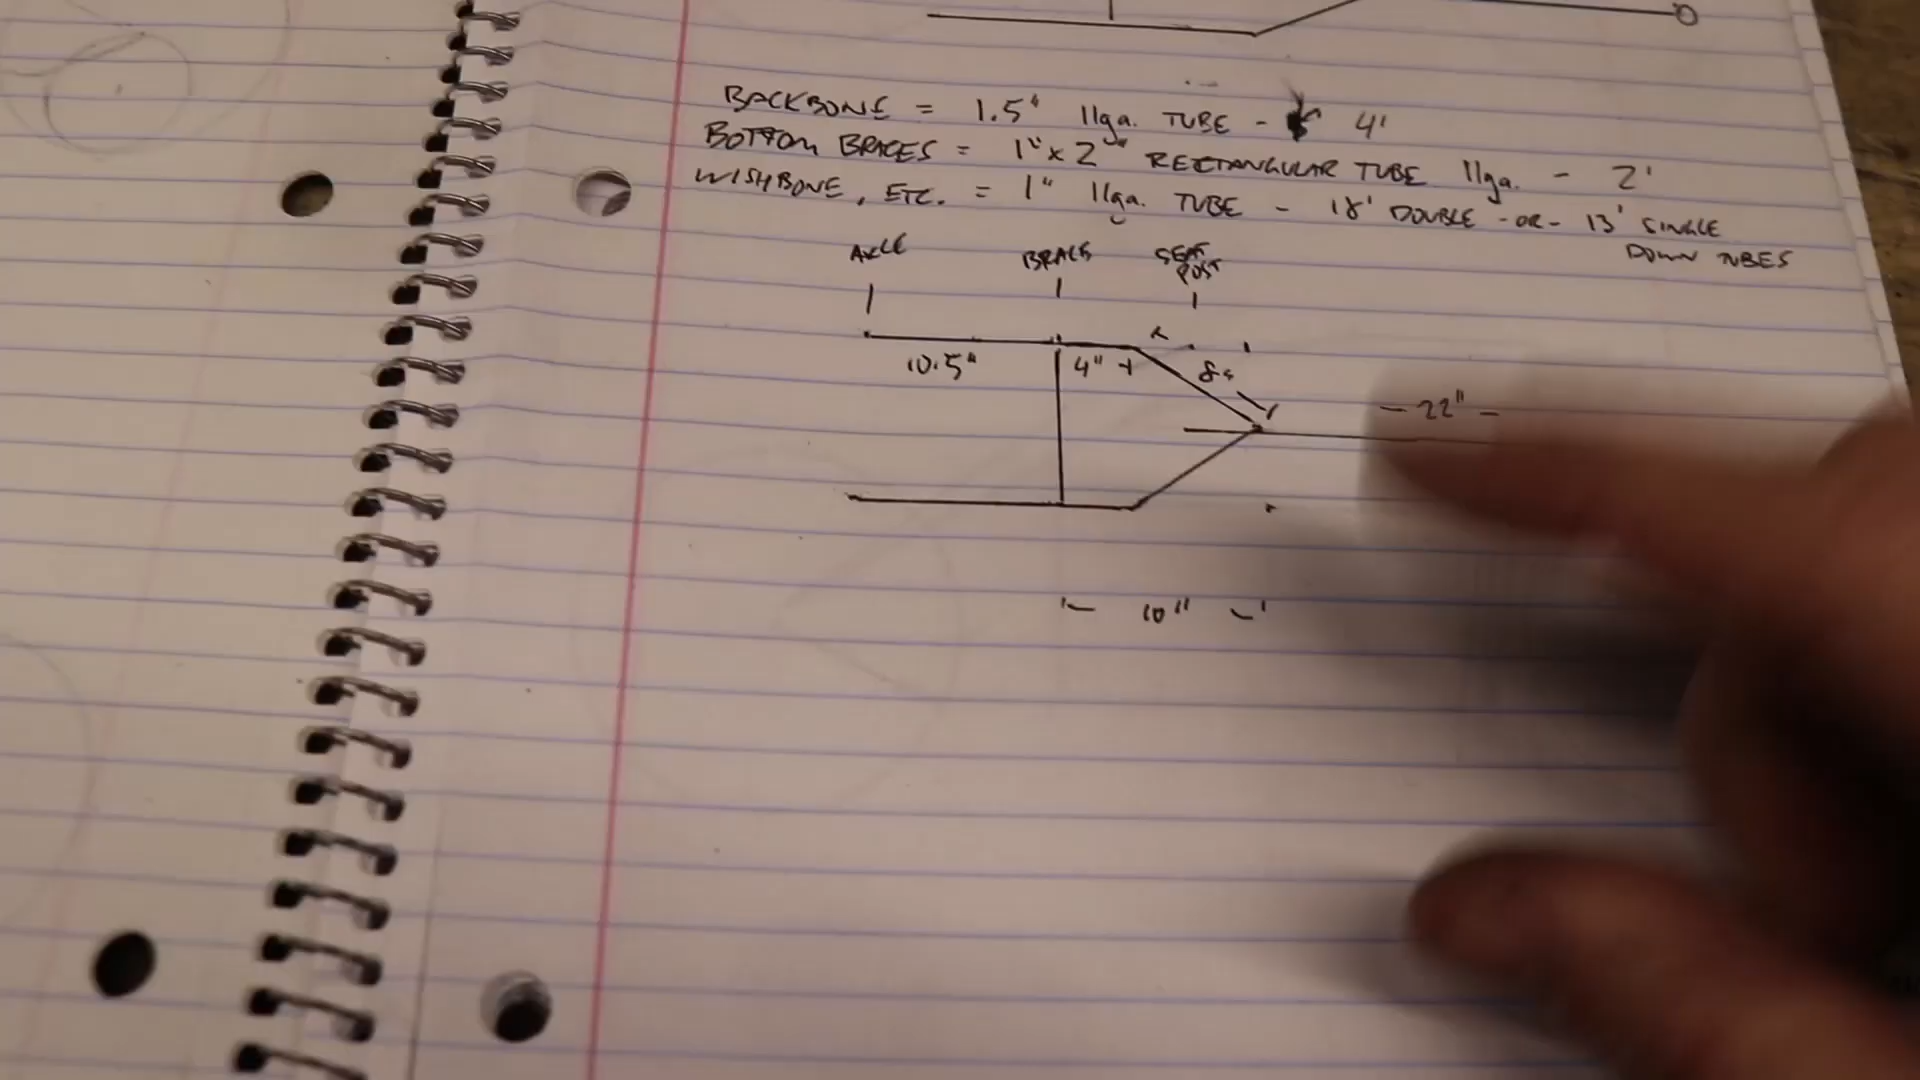 BACKBONE = 1.5" 11ga. TUBE - 4'
BOTTOM BRACES = 1" x 2" RECTANGULAR TUBE 11ga. - 2'
WISHBONE, ETC. = 1" 11ga. TUBE - 18' DOUBLE -OR- 13' SINGLE
DOWN TUBES
AXLE BRACE SEAT
POST
10.5" 4" 8"
- 22" -
10"